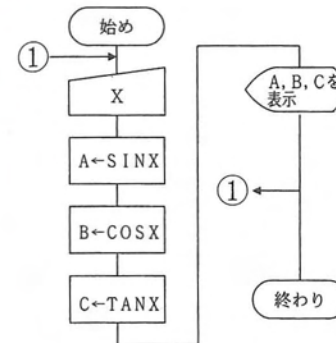 始め
①
X
A←SINX
B←COSX
C←TANX
A,B,Cを
表示
①
終わり